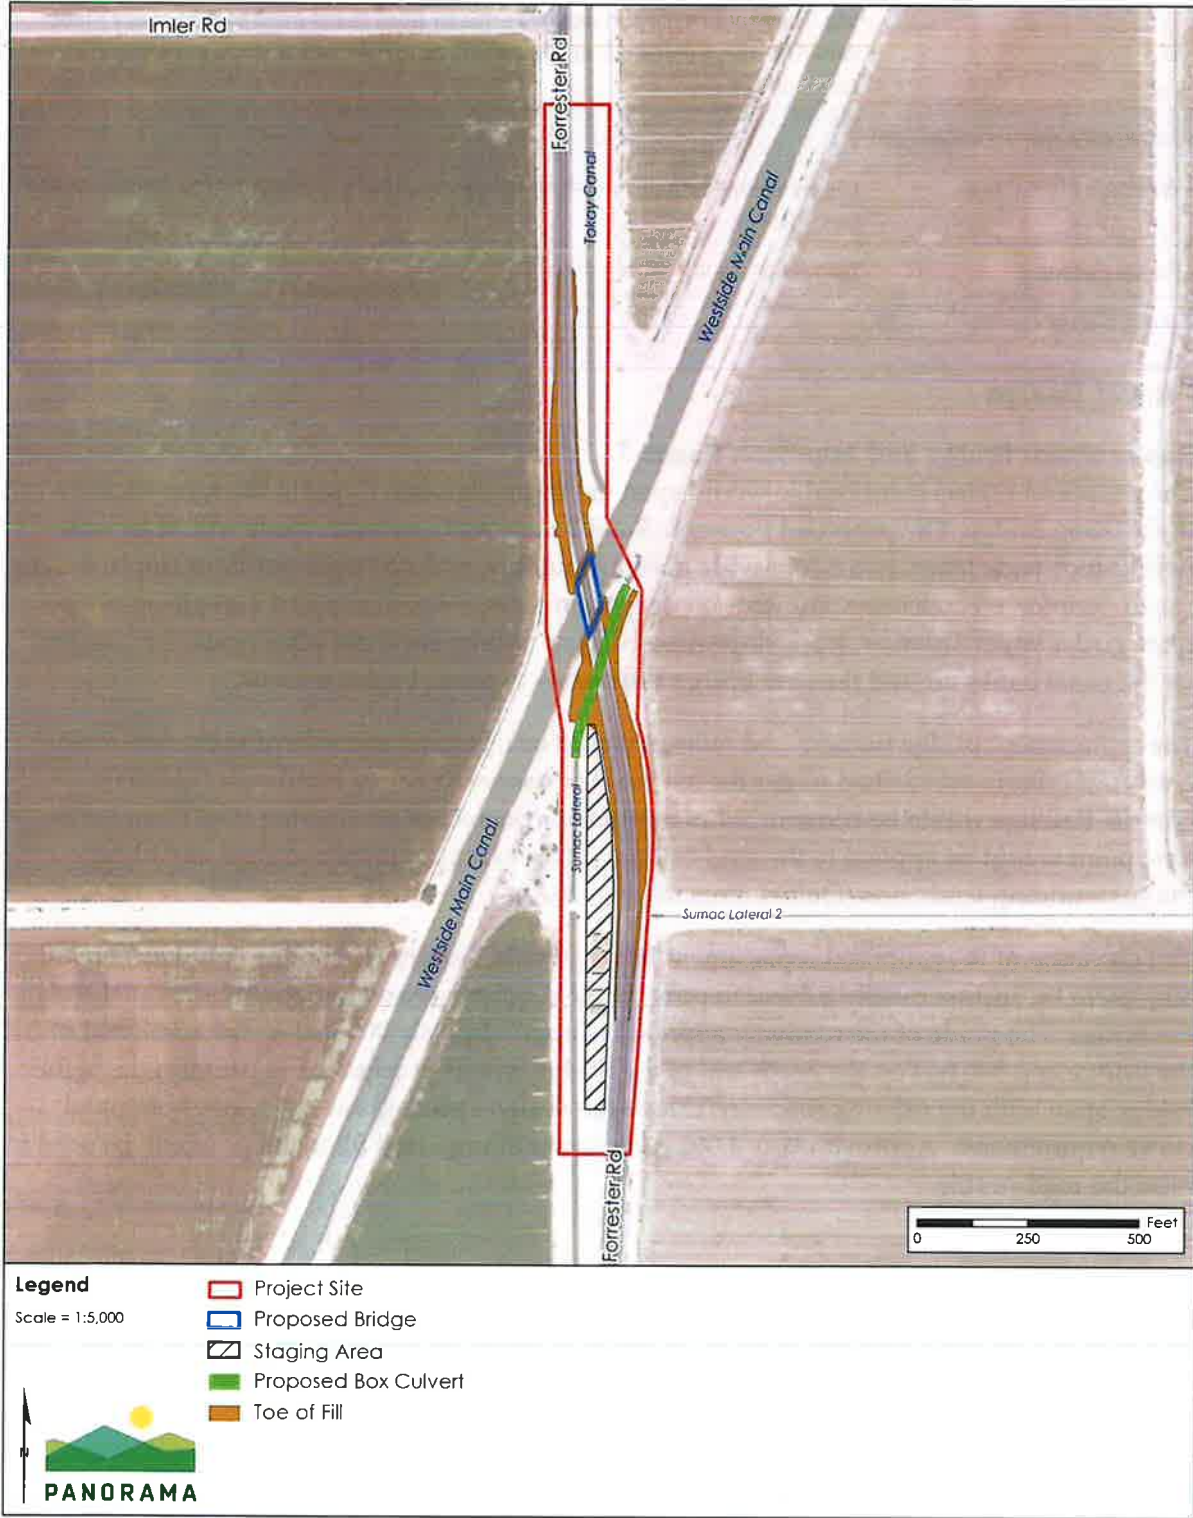 Imler Rd
Forrester Rd
Tokay Canal
Westside Main Canal
Sumac Lateral
Westside Main Canal
Sumac Lateral 2
Forrester Rd
Feet
0 250 500
Legend
Scale = 1:5,000
Project Site
Proposed Bridge
Staging Area
Proposed Box Culvert
Toe of Fill
N
PANORAMA